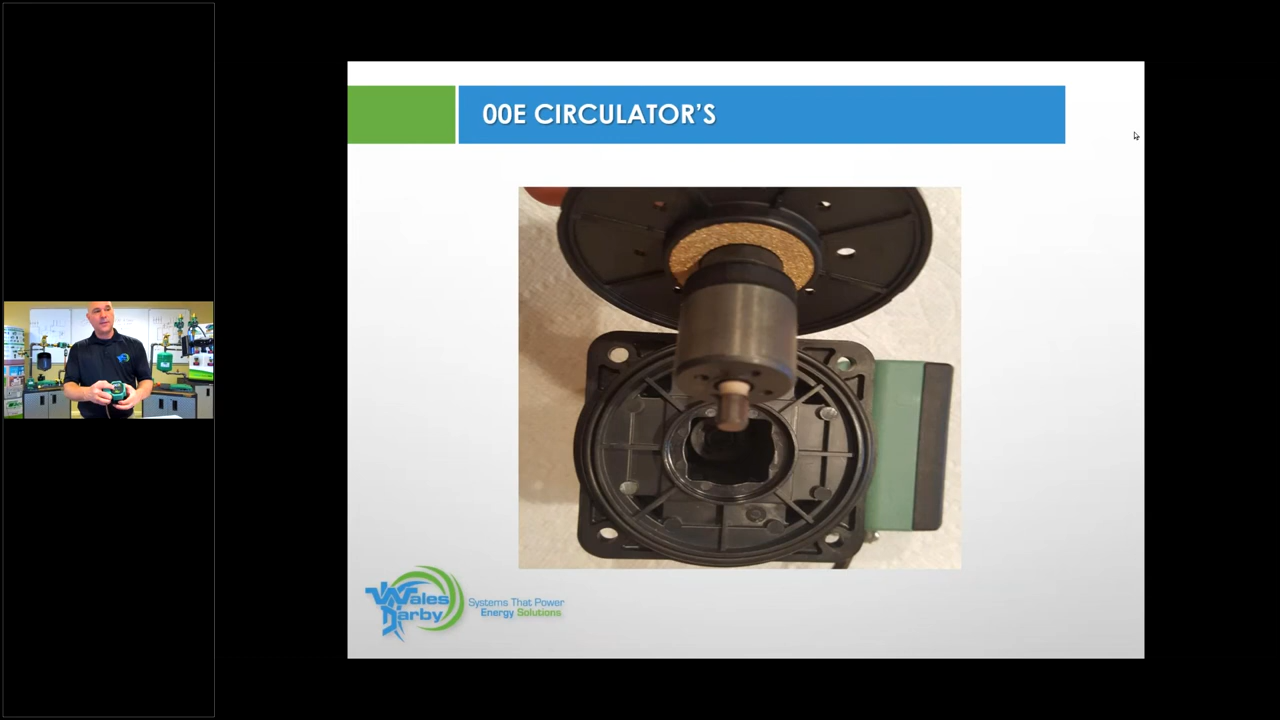 00E CIRCULATOR'S
Wales
Darby
Systems That Power
Energy Solutions